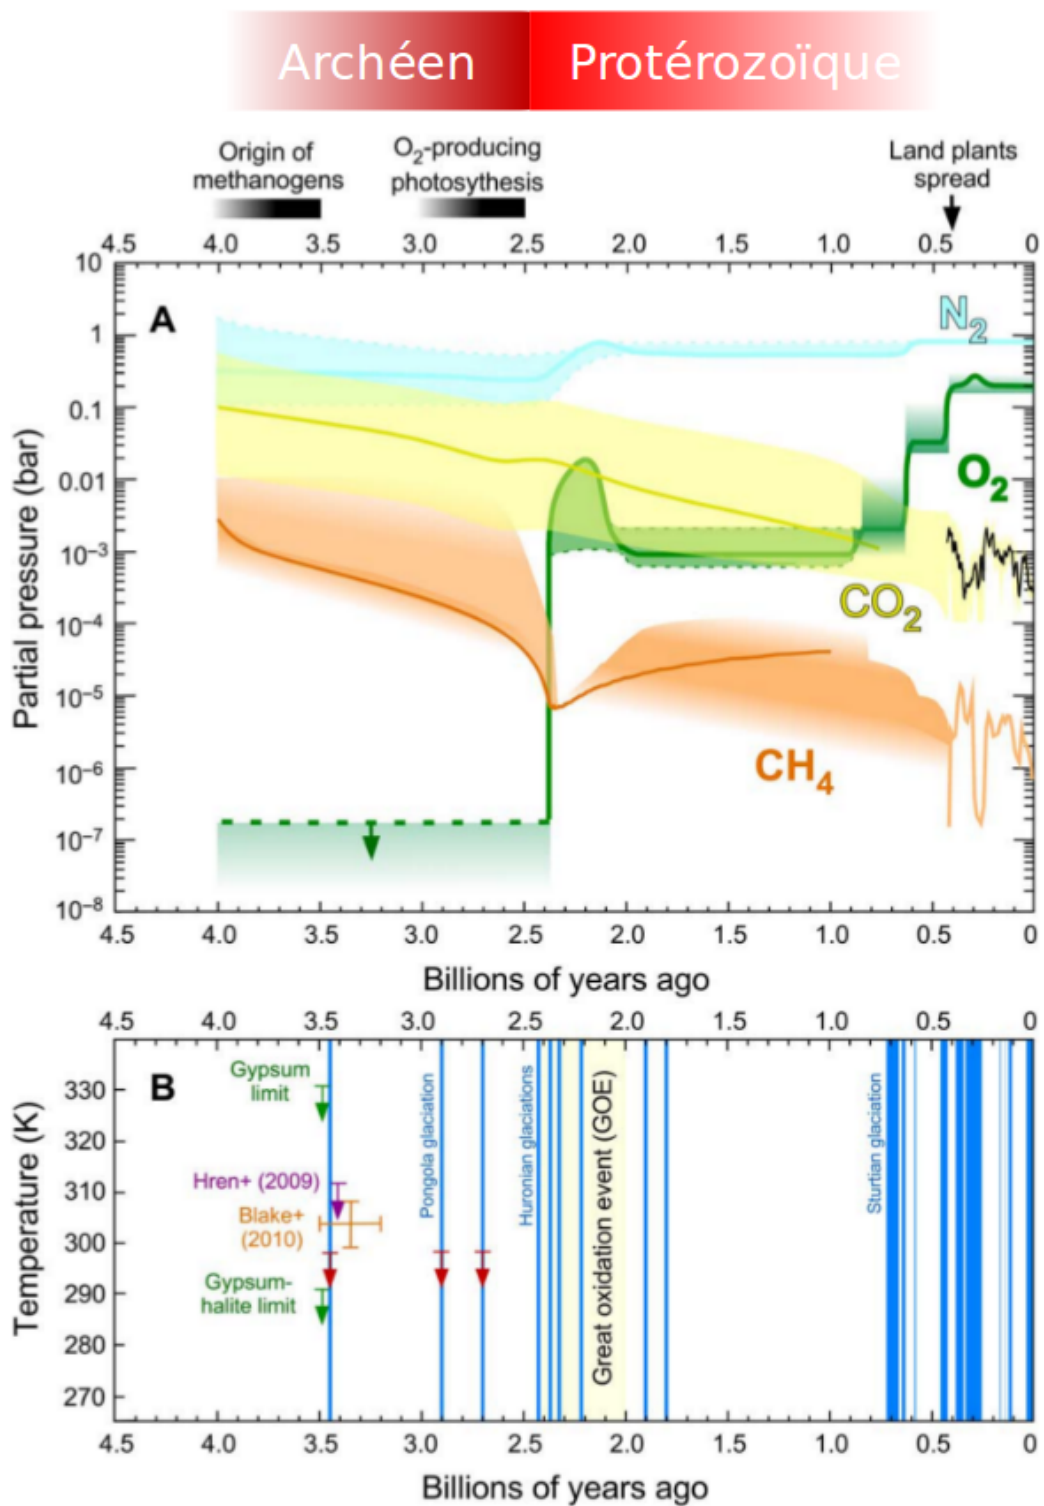 Archéen Protérozoïque
Origin of
methanogens
O₂-producing
photosythesis
Land plants
spread
4.5 4.0 3.5 3.0 2.5 2.0 1.5 1.0 0.5 0
A
Partial pressure (bar)
10
1
0.1
0.01
10⁻³
10⁻⁴
10⁻⁵
10⁻⁶
10⁻⁷
10⁻⁸
N₂
O₂
CO₂
CH₄
4.5 4.0 3.5 3.0 2.5 2.0 1.5 1.0 0.5 0
Billions of years ago
4.5 4.0 3.5 3.0 2.5 2.0 1.5 1.0 0.5 0
B
Temperature (K)
330
320
310
300
290
280
270
Gypsum
limit
Hren+ (2009)
Blake+
(2010)
Gypsum-
halite limit
Pongola glaciation
Huronian glaciations
Great oxidation event (GOE)
Sturtian glaciation
4.5 4.0 3.5 3.0 2.5 2.0 1.5 1.0 0.5 0
Billions of years ago